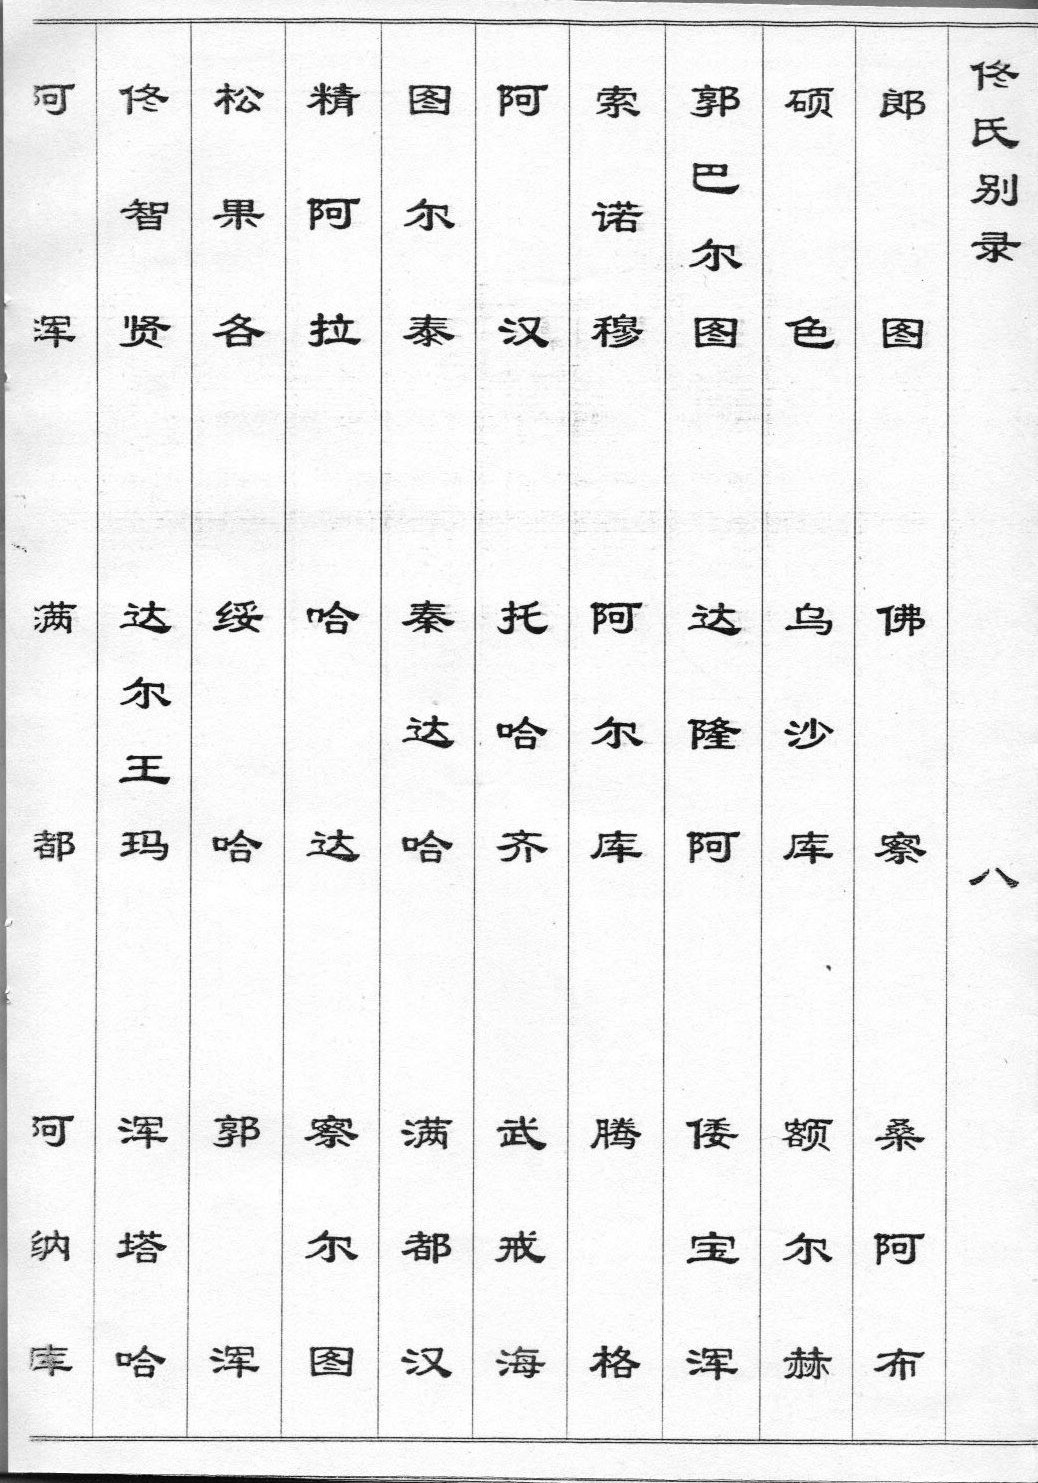 佟氏别录 八
郎图 佛察 桑阿布
硕色 乌沙库 额尔赫
郭巴尔图 达隆阿 倭宝浑
索诺穆 阿尔库 腾格
阿汉 托哈齐 武戒海
图尔泰 秦达哈 满都汉
精阿拉 哈达 察尔图
松果各 绥哈 郭浑
佟智贤 达尔王玛 浑塔哈
阿浑 满都 阿纳库